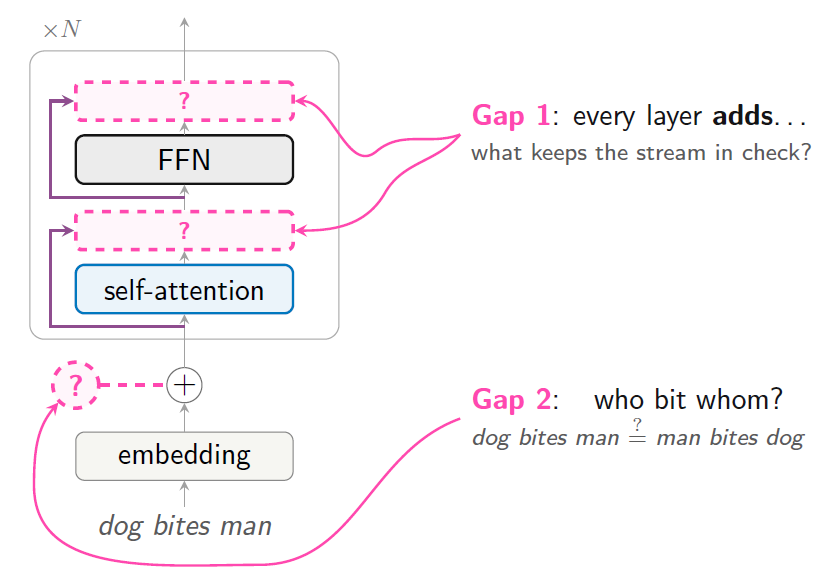 ×N
?
FFN
?
self-attention
Gap 1: every layer adds...
what keeps the stream in check?
? +
embedding
dog bites man
Gap 2: who bit whom?
dog bites man ?= man bites dog